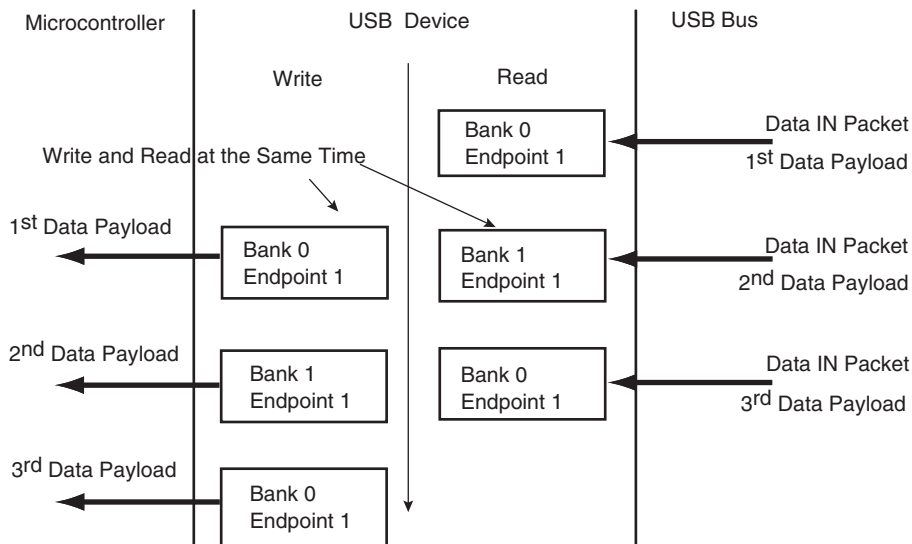 Microcontroller
USB Device
USB Bus
Write
Read
Bank 0
Endpoint 1
Data IN Packet
1st Data Payload
Write and Read at the Same Time
1st Data Payload
Bank 0
Endpoint 1
Bank 1
Endpoint 1
Data IN Packet
2nd Data Payload
2nd Data Payload
Bank 1
Endpoint 1
Bank 0
Endpoint 1
Data IN Packet
3rd Data Payload
3rd Data Payload
Bank 0
Endpoint 1